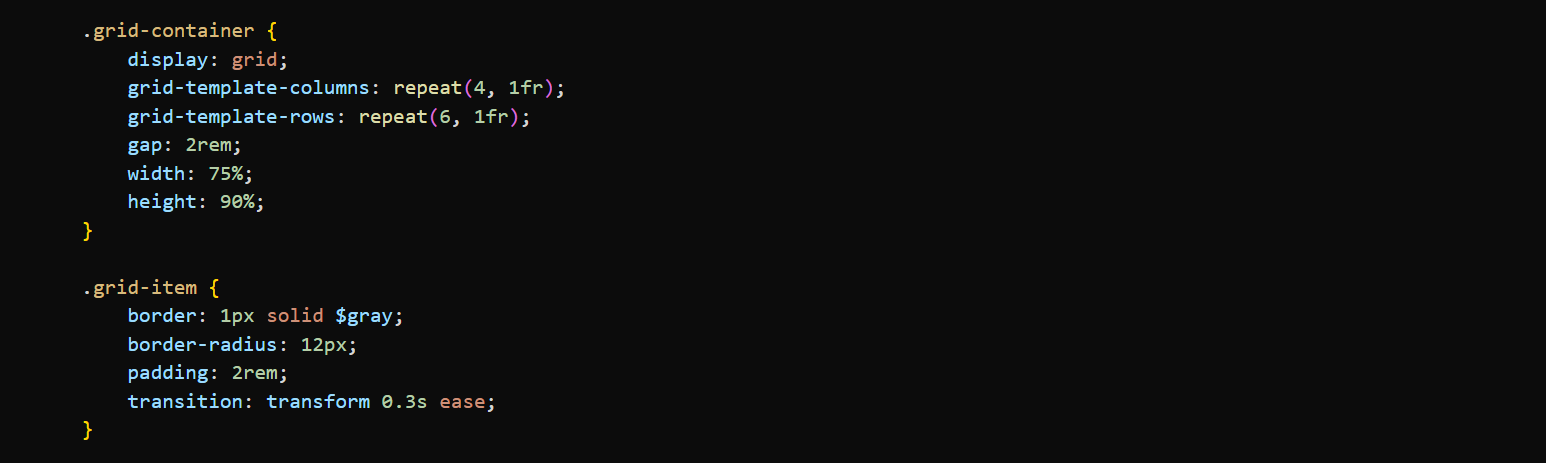 .grid-container {
    display: grid;
    grid-template-columns: repeat(4, 1fr);
    grid-template-rows: repeat(6, 1fr);
    gap: 2rem;
    width: 75%;
    height: 90%;
}

.grid-item {
    border: 1px solid $gray;
    border-radius: 12px;
    padding: 2rem;
    transition: transform 0.3s ease;
}